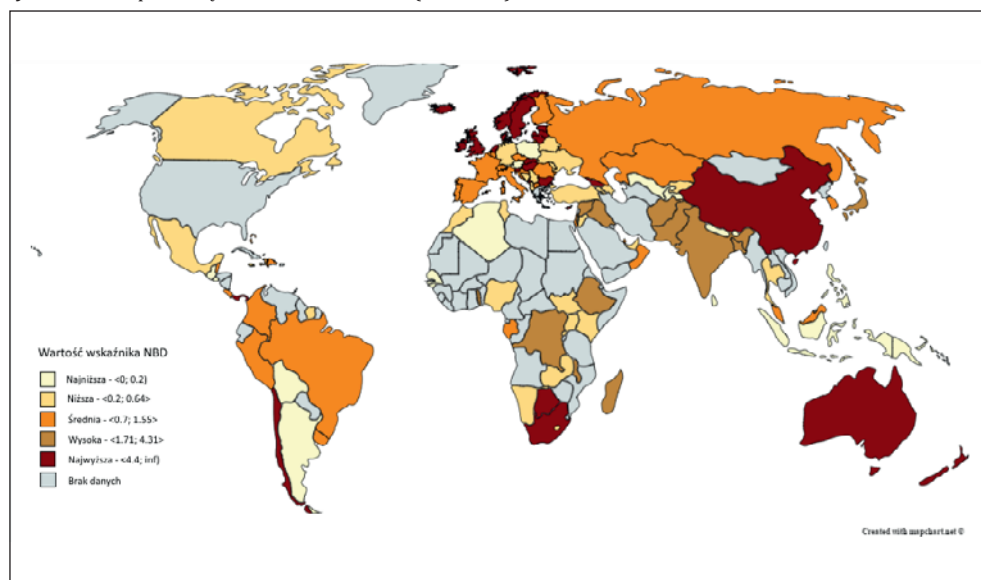 Wartość wskaźnika NBD
Najniższa - <0; 0.2)
Niższa - <0.2; 0.64>
Średnia - <0.7; 1.55>
Wysoka - <1.71; 4.31>
Najwyższa - <4.4; inf)
Brak danych
Created with mapchart.net ©